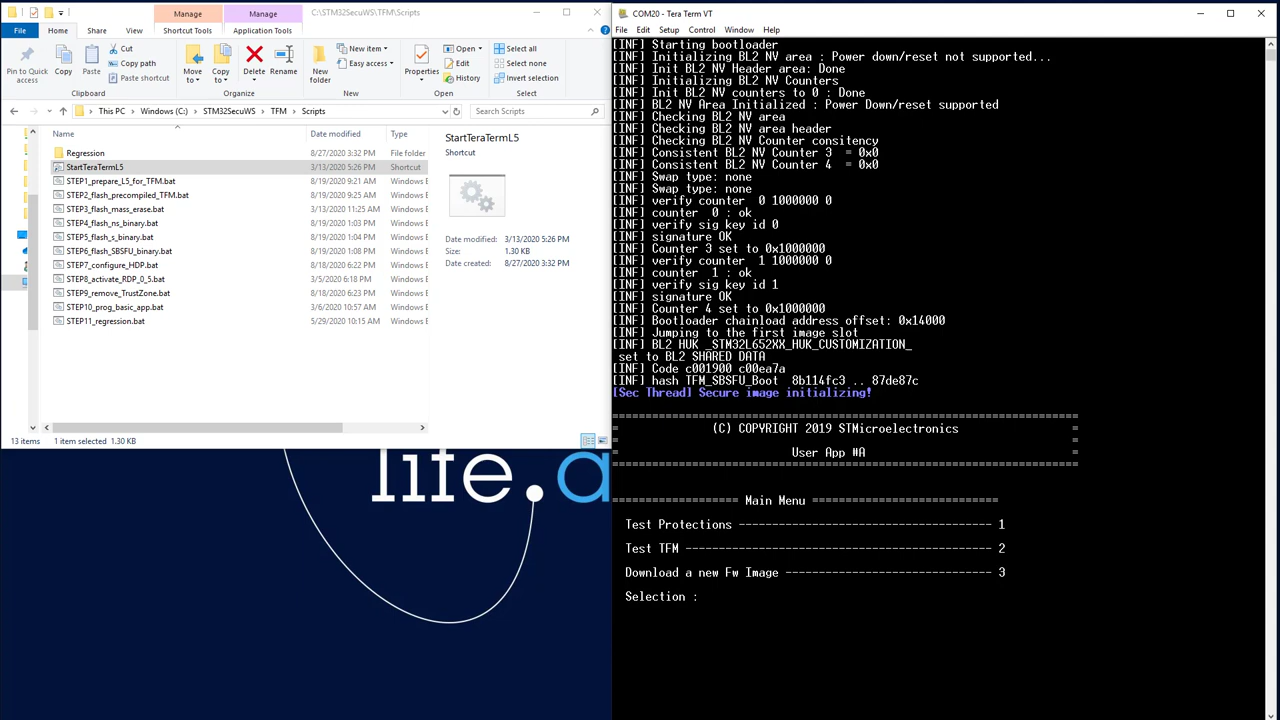 Manage
Manage
C:\STM32SecuWS\TFM\Scripts
File
Home
Share
View
Shortcut Tools
Application Tools
Pin to Quick access
Copy
Paste
Cut
Copy path
Paste shortcut
Clipboard
Move to
Copy to
Delete
Rename
Organize
New folder
New item
Easy access
New
Properties
Open
Edit
History
Open
Select all
Select none
Invert selection
Select
This PC > Windows (C:) > STM32SecuWS > TFM > Scripts
Search Scripts
Name Date modified Type
Regression 8/27/2020 3:32 PM File folder
StartTeraTermL5 3/13/2020 5:26 PM Shortcut
STEP1_prepare_L5_for_TFM.bat 8/19/2020 9:21 AM Windows E
STEP2_flash_precompiled_TFM.bat 8/19/2020 9:25 AM Windows E
STEP3_flash_mass_erase.bat 3/13/2020 11:25 AM Windows E
STEP4_flash_ns_binary.bat 8/19/2020 1:03 PM Windows E
STEP5_flash_s_binary.bat 8/19/2020 1:04 PM Windows E
STEP6_flash_SBSFU_binary.bat 8/19/2020 1:08 PM Windows E
STEP7_configure_HDP.bat 8/18/2020 6:22 PM Windows E
STEP8_activate_RDP_0_5.bat 3/5/2020 6:18 PM Windows E
STEP9_remove_TrustZone.bat 8/18/2020 6:23 PM Windows E
STEP10_prog_basic_app.bat 3/6/2020 10:57 AM Windows E
STEP11_regression.bat 5/29/2020 10:15 AM Windows E
StartTeraTermL5
Shortcut
Date modified: 3/13/2020 5:26 PM
Size: 1.30 KB
Date created: 8/27/2020 3:32 PM
13 items 1 item selected 1.30 KB
life.a
COM20 - Tera Term VT
File Edit Setup Control Window Help
[INF] Starting bootloader
[INF] Initializing BL2 NV area : Power down/reset not supported...
[INF] Init BL2 NV Header area: Done
[INF] Initializing BL2 NV Counters
[INF] Init BL2 NV counters to 0 : Done
[INF] BL2 NV Area Initialized : Power Down/reset supported
[INF] Checking BL2 NV area
[INF] Checking BL2 NV area header
[INF] Checking BL2 NV Counter consitency
[INF] Consistent BL2 NV Counter 3 = 0x0
[INF] Consistent BL2 NV Counter 4 = 0x0
[INF] Swap type: none
[INF] Swap type: none
[INF] verify counter 0 1000000 0
[INF] counter 0 : ok
[INF] verify sig key id 0
[INF] signature OK
[INF] Counter 3 set to 0x1000000
[INF] verify counter 1 1000000 0
[INF] counter 1 : ok
[INF] verify sig key id 1
[INF] signature OK
[INF] Counter 4 set to 0x1000000
[INF] Bootloader chainload address offset: 0x14000
[INF] Jumping to the first image slot
[INF] BL2 HUK _STM32L652XX_HUK_CUSTOMIZATION_
set to BL2 SHARED DATA
[INF] Code c001900 c00ea7a
[INF] hash TFM_SBSFU_Boot 8b114fc3 .. 87de87c
[Sec Thread] Secure image initializing!
======================================================================
= (C) COPYRIGHT 2019 STMicroelectronics =
= =
= User App #A =
======================================================================
=================== Main Menu ============================
Test Protections -------------------------------------- 1
Test TFM ---------------------------------------------- 2
Download a new Fw Image ------------------------------- 3
Selection :